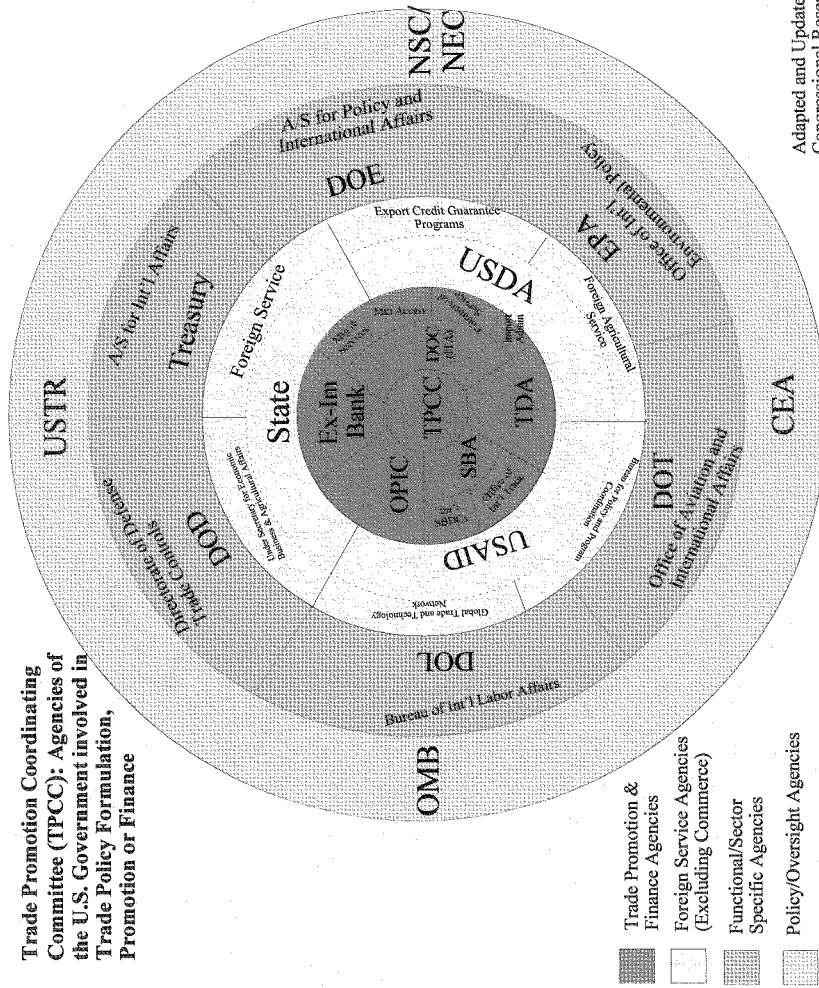 Trade Promotion Coordinating
Committee (TPCC): Agencies of
the U.S. Government involved in
Trade Policy Formulation,
Promotion or Finance
USTR
NSC/
NEC
CEA
OMB
A/S for Int'l Affairs
Treasury
A/S for Policy and
International Affairs
DOE
Office of Int'l
Environmental Policy
EPA
DOT
Office of Aviation and
International Affairs
DOL
Bureau of Int'l Labor Affairs
Directorate of Defense
Trade Controls
DOD
State
Foreign Service
Under Secretary for Economic
Business & Agricultural Affairs
USDA
Export Credit Guarantee
Programs
Foreign Agricultural
Service
USAID
Bureau for Policy and Program
Coordination
Global Trade and Technology
Network
Ex-Im
Bank
OPIC
TPCC
SBA
TDA
DOC
(ITA)
Mkt Access
Office of
Int'l Trade
Import
Admin
Trade Promotion &
Finance Agencies
Foreign Service Agencies
(Excluding Commerce)
Functional/Sector
Specific Agencies
Policy/Oversight Agencies
Adapted and